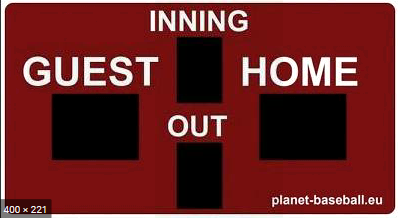 INNING
GUEST HOME
OUT
planet-baseball.eu
400 × 221